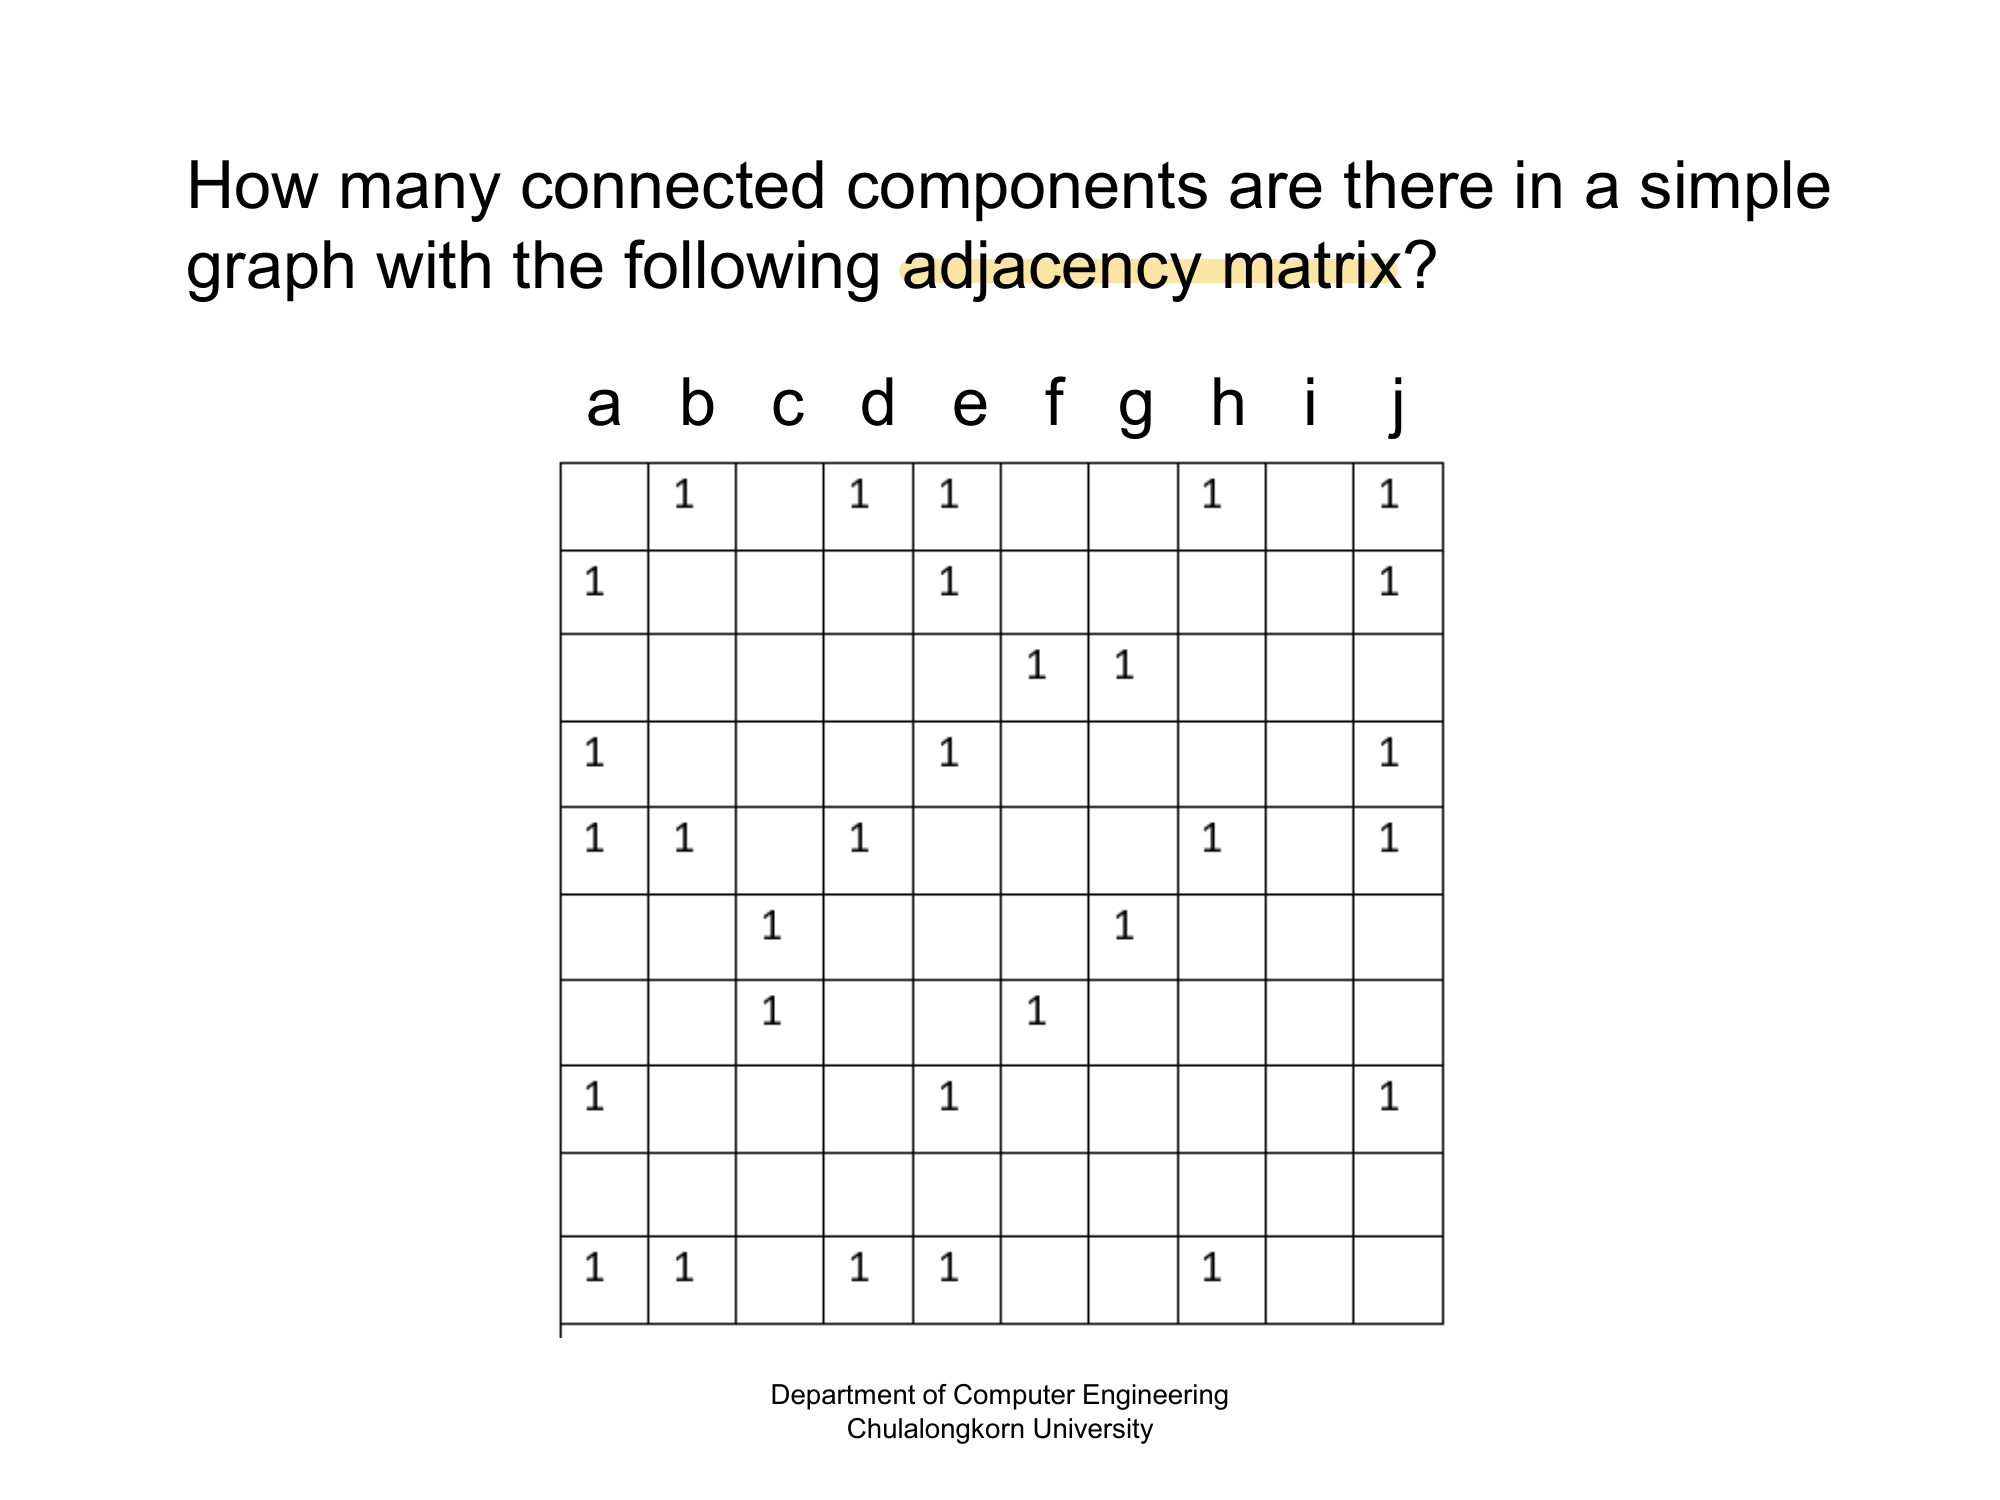 How many connected components are there in a simple
graph with the following adjacency matrix?
a b c d e f g h i j
1 1 1 1 1
1 1 1
1 1
1 1 1
1 1 1 1 1
1 1
1 1
1 1 1
1 1 1 1 1
Department of Computer Engineering
Chulalongkorn University